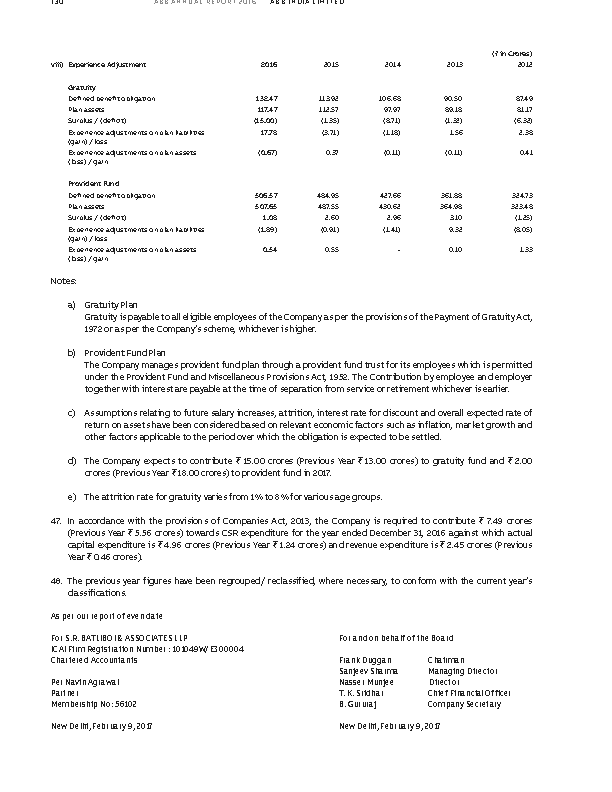 130 ABB ANNUAL REPORT 2016 ABB INDIA LIMITED
(₹ in Crores)
viii) Experience Adjustment 2016 2015 2014 2013 2012
Gratuity
Defined benefit obligation 132.47 113.92 106.68 90.50 87.49
Plan assets 117.47 112.57 97.97 89.18 81.17
Surplus / (deficit) (15.00) (1.35) (8.71) (1.32) (6.32)
Experience adjustments on plan liabilities 17.78 (3.71) (1.18) 1.56 2.38
(gain) / loss
Experience adjustments on plan assets (0.67) 0.37 (0.11) (0.11) 0.41
(loss) / gain
Provident Fund
Defined benefit obligation 506.57 484.95 427.66 361.88 324.73
Plan assets 507.65 487.55 430.62 364.98 323.48
Surplus / (deficit) 1.08 2.60 2.96 3.10 (1.25)
Experience adjustments on plan liabilities (1.89) (0.91) (1.41) 9.32 (8.05)
(gain) / loss
Experience adjustments on plan assets 0.54 0.55 - 0.10 1.33
(loss) / gain
Notes:
a) Gratuity Plan
Gratuity is payable to all eligible employees of the Company as per the provisions of the Payment of Gratuity Act,
1972 or as per the Company's scheme, whichever is higher.
b) Provident Fund Plan
The Company manages provident fund plan through a provident fund trust for its employees which is permitted
under the Provident Fund and Miscellaneous Provisions Act, 1952. The Contribution by employee and employer
together with interest are payable at the time of separation from service or retirement whichever is earlier.
c) Assumptions relating to future salary increases, attrition, interest rate for discount and overall expected rate of
return on assets have been considered based on relevant economic factors such as inflation, market growth and
other factors applicable to the period over which the obligation is expected to be settled.
d) The Company expects to contribute ₹ 15.00 crores (Previous Year ₹ 13.00 crores) to gratuity fund and ₹ 2.00
crores (Previous Year ₹ 18.00 crores) to provident fund in 2017.
e) The attrition rate for gratuity varies from 1% to 8% for various age groups.
47. In accordance with the provisions of Companies Act, 2013, the Company is required to contribute ₹ 7.49 crores
(Previous Year ₹ 5.56 crores) towards CSR expenditure for the year ended December 31, 2016 against which actual
capital expenditure is ₹ 4.96 crores (Previous Year ₹ 1.24 crores) and revenue expenditure is ₹ 2.45 crores (Previous
Year ₹ 0.46 crores).
48. The previous year figures have been regrouped/ reclassified, where necessary, to conform with the current year's
classifications.
As per our report of even date
For S.R. BATLIBOI & ASSOCIATES LLP For and on behalf of the Board
ICAI Firm Registration Number : 101049W/E300004
Chartered Accountants Frank Duggan Chairman
Sanjeev Sharma Managing Director
Per Navin Agrawal Nasser Munjee Director
Partner T. K. Sridhar Chief Financial Officer
Membership No: 56102 B. Gururaj Company Secretary
New Delhi, February 9, 2017 New Delhi, February 9, 2017